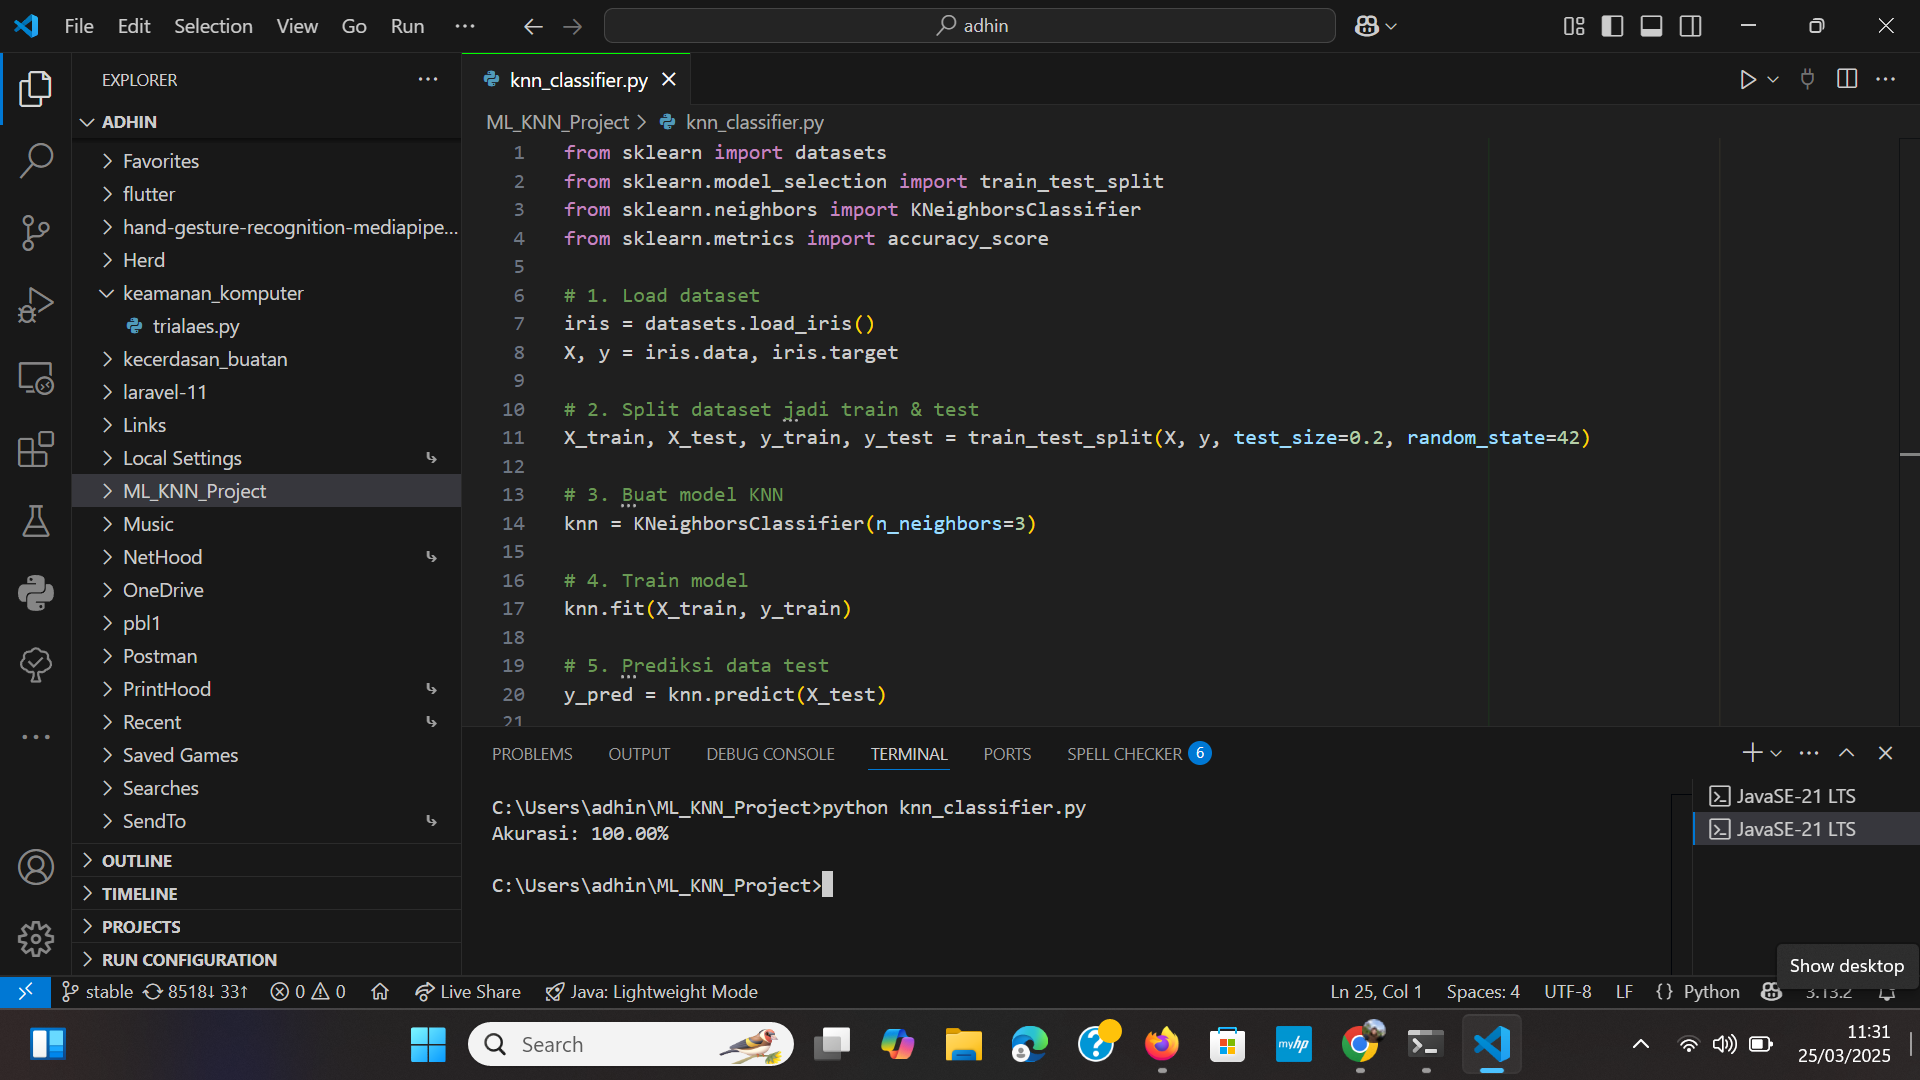 File Edit Selection View Go Run ··· adhin
EXPLORER
ADHIN
Favorites
flutter
hand-gesture-recognition-mediapipe...
Herd
keamanan_komputer
trialaes.py
kecerdasan_buatan
laravel-11
Links
Local Settings
ML_KNN_Project
Music
NetHood
OneDrive
pbl1
Postman
PrintHood
Recent
Saved Games
Searches
SendTo
OUTLINE
TIMELINE
PROJECTS
RUN CONFIGURATION
knn_classifier.py
ML_KNN_Project > knn_classifier.py
1 from sklearn import datasets
2 from sklearn.model_selection import train_test_split
3 from sklearn.neighbors import KNeighborsClassifier
4 from sklearn.metrics import accuracy_score
5
6 # 1. Load dataset
7 iris = datasets.load_iris()
8 X, y = iris.data, iris.target
9
10 # 2. Split dataset jadi train & test
11 X_train, X_test, y_train, y_test = train_test_split(X, y, test_size=0.2, random_state=42)
12
13 # 3. Buat model KNN
14 knn = KNeighborsClassifier(n_neighbors=3)
15
16 # 4. Train model
17 knn.fit(X_train, y_train)
18
19 # 5. Prediksi data test
20 y_pred = knn.predict(X_test)
21
PROBLEMS OUTPUT DEBUG CONSOLE TERMINAL PORTS SPELL CHECKER 6
C:\Users\adhin\ML_KNN_Project>python knn_classifier.py
Akurasi: 100.00%
C:\Users\adhin\ML_KNN_Project>
JavaSE-21 LTS
JavaSE-21 LTS
Show desktop
stable 8518↓ 33↑ 0 0 Live Share Java: Lightweight Mode Ln 25, Col 1 Spaces: 4 UTF-8 LF {} Python 3.13.2
Search
myhp
11:31
25/03/2025